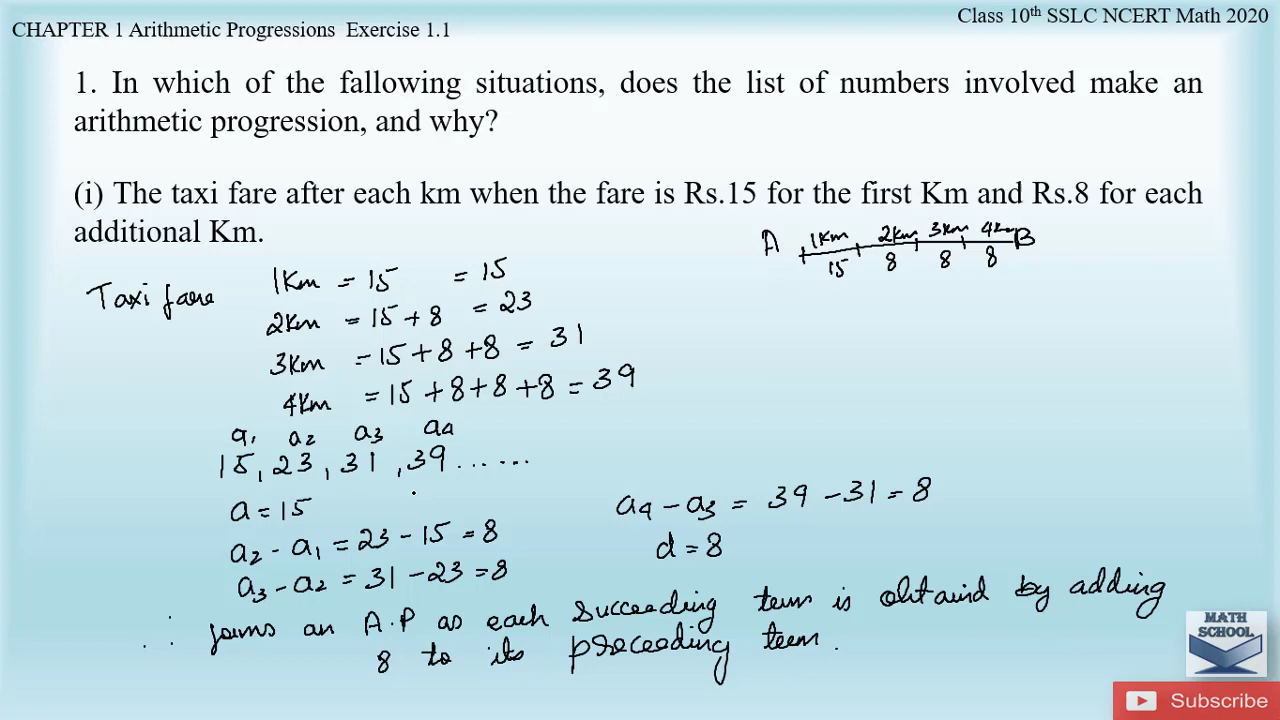 CHAPTER 1 Arithmetic Progressions Exercise 1.1
Class 10th SSLC NCERT Math 2020
1. In which of the fallowing situations, does the list of numbers involved make an
arithmetic progression, and why?
(i) The taxi fare after each km when the fare is Rs.15 for the first Km and Rs.8 for each
additional Km.
A 1Km 2Km 3Km 4Km B
15 8 8 8
Taxi fare
1Km = 15 = 15
2Km = 15 + 8 = 23
3Km = 15 + 8 + 8 = 31
4Km = 15 + 8 + 8 + 8 = 39
a1 a2 a3 a4
15, 23, 31, 39 ......
a = 15
a2 - a1 = 23 - 15 = 8
a3 - a2 = 31 - 23 = 8
a4 - a3 = 39 - 31 = 8
d = 8
∴ forms an A.P as each succeeding term is obtaind by adding
8 to its preceeding term.
MATH
SCHOOL
Subscribe